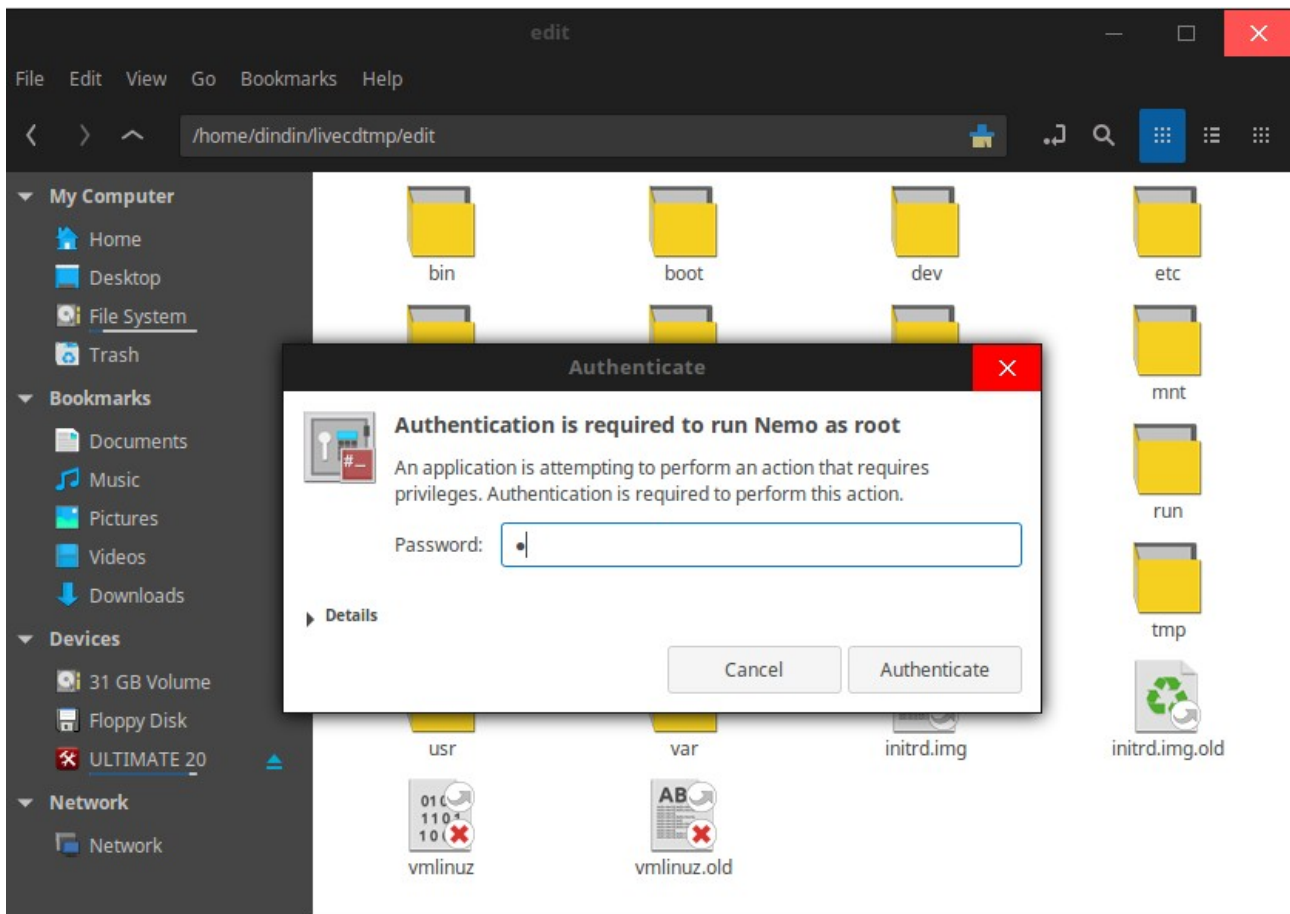 edit
File Edit View Go Bookmarks Help
/home/dindin/livecdtmp/edit
My Computer
Home
Desktop
File System
Trash
Bookmarks
Documents
Music
Pictures
Videos
Downloads
Devices
31 GB Volume
Floppy Disk
ULTIMATE 20
Network
Network
bin boot dev etc
mnt
run
tmp
usr var initrd.img initrd.img.old
vmlinuz vmlinuz.old
Authenticate
Authentication is required to run Nemo as root
An application is attempting to perform an action that requires
privileges. Authentication is required to perform this action.
Password:
Details
Cancel Authenticate